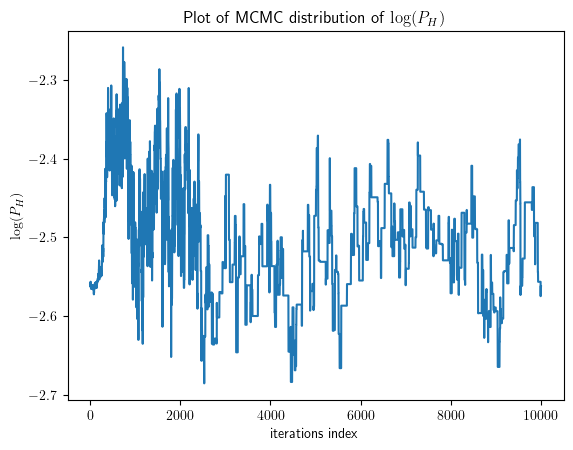 Plot of MCMC distribution of log(P_H)
log(P_H)
−2.3
−2.4
−2.5
−2.6
−2.7
0 2000 4000 6000 8000 10000
iterations index